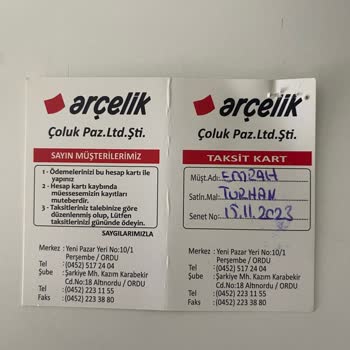 arçelik
Çoluk Paz.Ltd.Şti.
SAYIN MÜŞTERİLERİMİZ
1 - Ödemelerinizi bu hesap kartı ile
yapınız
2 - Hesap kartı kaybında
müessesemizin kayıtları
muteberdir.
3 - Taksitleriniz talebinize göre
düzenlenmiş olup, Lütfen
taksitlerinizi gününde ödeyin.
SAYGILARIMIZLA
Merkez : Yeni Pazar Yeri No:10/1
Perşembe / ORDU
Tel : (0452) 517 24 04
Şube : Şarkiye Mh. Kazım Karabekir
Cd.No:18 Altınordu / ORDU
Tel : (0452) 223 11 55
Faks : (0452) 223 38 80
arçelik
Çoluk Paz.Ltd.Şti.
TAKSİT KART
Müşt.Adı: EMRAH
Satın.Mal: TURHAN
Senet No: 15.11.2023
Merkez : Yeni Pazar Yeri No:10/1
Perşembe / ORDU
Tel : (0452) 517 24 04
Şube : Şarkiye Mh. Kazım Karabekir
Cd.No:18 Altınordu / ORDU
Tel : (0452) 223 11 55
Faks : (0452) 223 38 80